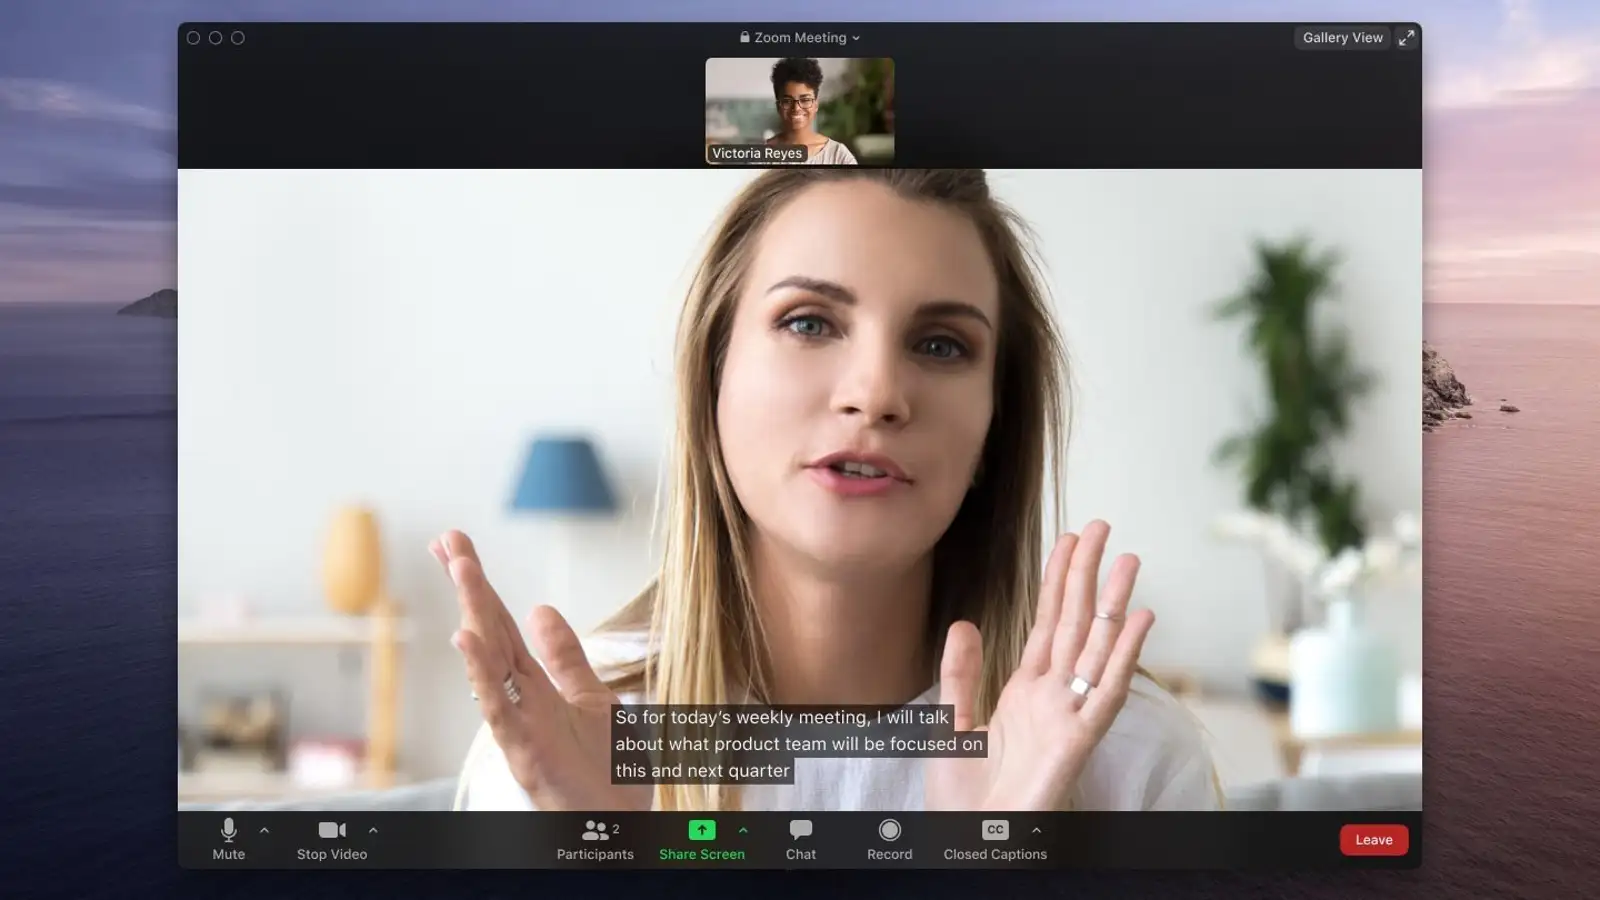 Zoom Meeting
Gallery View
Victoria Reyes
So for today's weekly meeting, I will talk
about what product team will be focused on
this and next quarter
2
CC
Mute
Stop Video
Participants
Share Screen
Chat
Record
Closed Captions
Leave